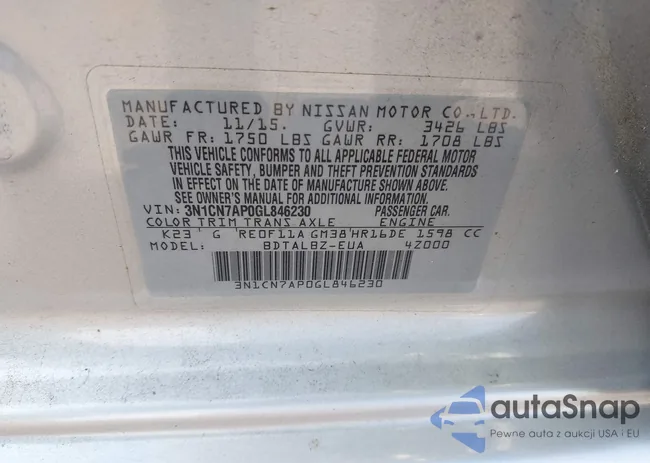 MANUFACTURED BY NISSAN MOTOR CO.,LTD.
DATE: 11/15. GVWR: 3426 LBS
GAWR FR: 1750 LBS GAWR RR: 1708 LBS
THIS VEHICLE CONFORMS TO ALL APPLICABLE FEDERAL MOTOR
VEHICLE SAFETY, BUMPER AND THEFT PREVENTION STANDARDS
IN EFFECT ON THE DATE OF MANUFACTURE SHOWN ABOVE.
SEE OWNER'S MANUAL FOR ADDITIONAL INFORMATION.
VIN: 3N1CN7AP0GL846230 PASSENGER CAR.
COLOR TRIM TRANS AXLE ENGINE
K23 G RE0F11A GM38 HR16DE 1598 CC
MODEL: BDTALBZ-EUA 4Z000
3N1CN7AP0GL846230
autoSnap
Pewne auta z aukcji USA i EU